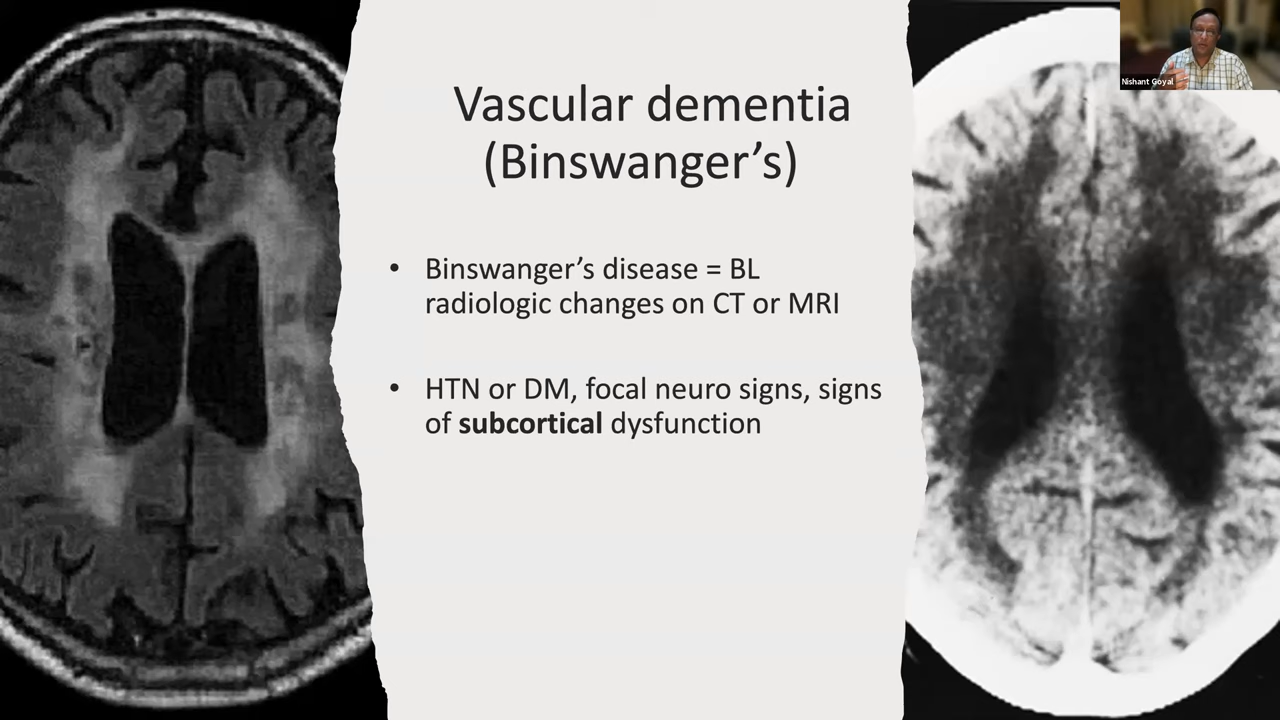 Nishant Goyal
Vascular dementia
(Binswanger’s)
• Binswanger’s disease = BL
radiologic changes on CT or MRI
• HTN or DM, focal neuro signs, signs
of subcortical dysfunction